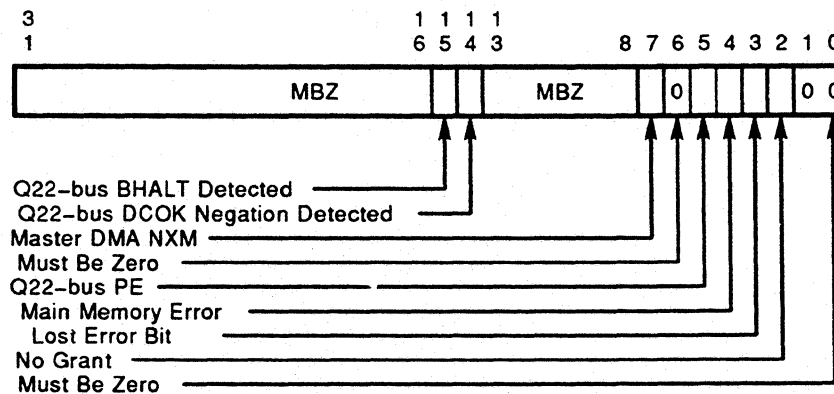 3 1 1 1 1
1 6 5 4 3 8 7 6 5 4 3 2 1 0
MBZ MBZ 0 0 0
Q22-bus BHALT Detected
Q22-bus DCOK Negation Detected
Master DMA NXM
Must Be Zero
Q22-bus PE
Main Memory Error
Lost Error Bit
No Grant
Must Be Zero